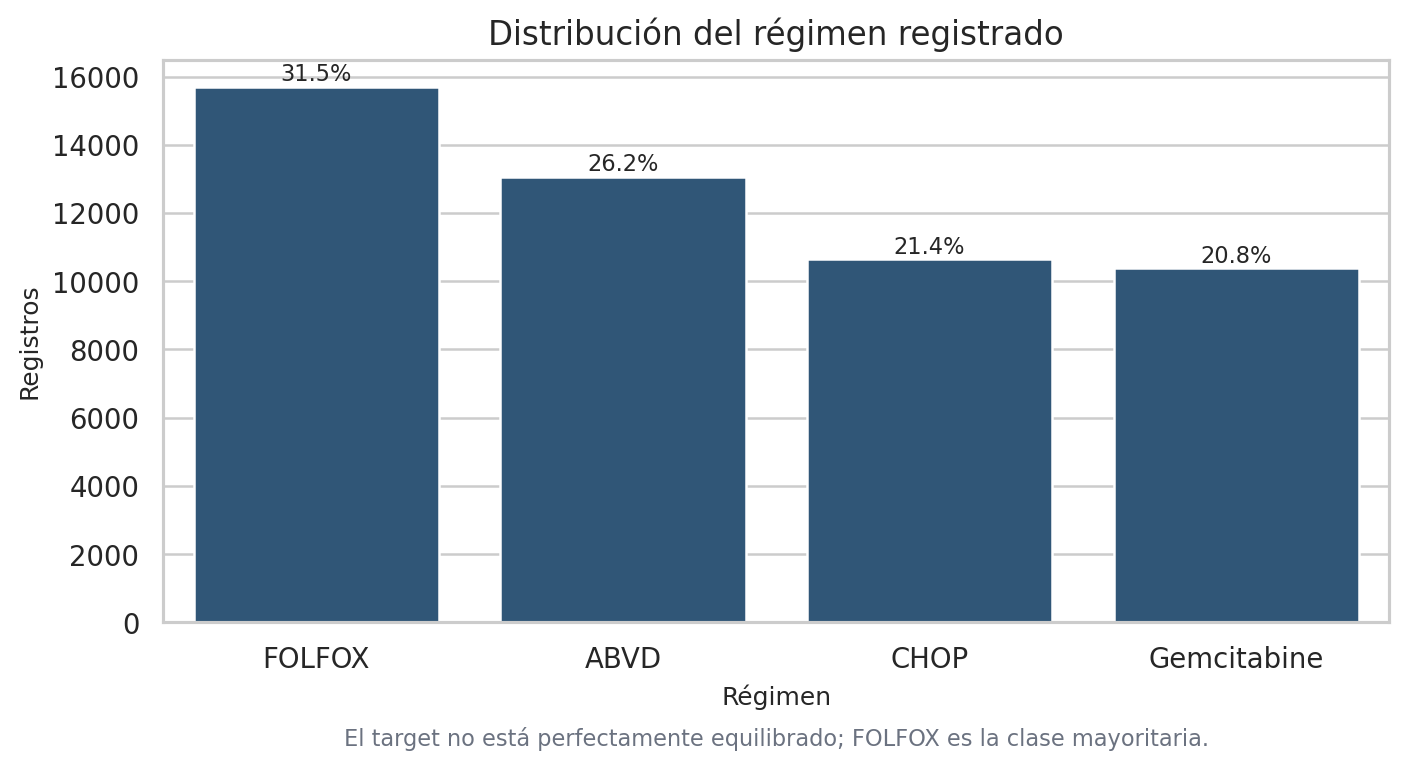 Distribución del régimen registrado
16000
14000
12000
10000
8000
6000
4000
2000
0
Registros
31.5%
26.2%
21.4%
20.8%
FOLFOX
ABVD
CHOP
Gemcitabine
Régimen
El target no está perfectamente equilibrado; FOLFOX es la clase mayoritaria.